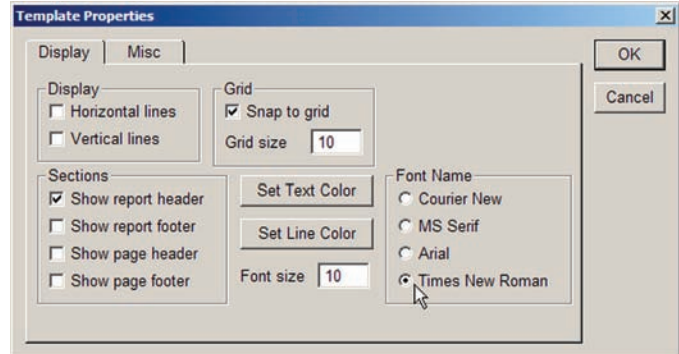 Template Properties
Display Misc
OK
Cancel
Display
Horizontal lines
Vertical lines
Grid
Snap to grid
Grid size 10
Sections
Show report header
Show report footer
Show page header
Show page footer
Set Text Color
Set Line Color
Font size 10
Font Name
Courier New
MS Serif
Arial
Times New Roman